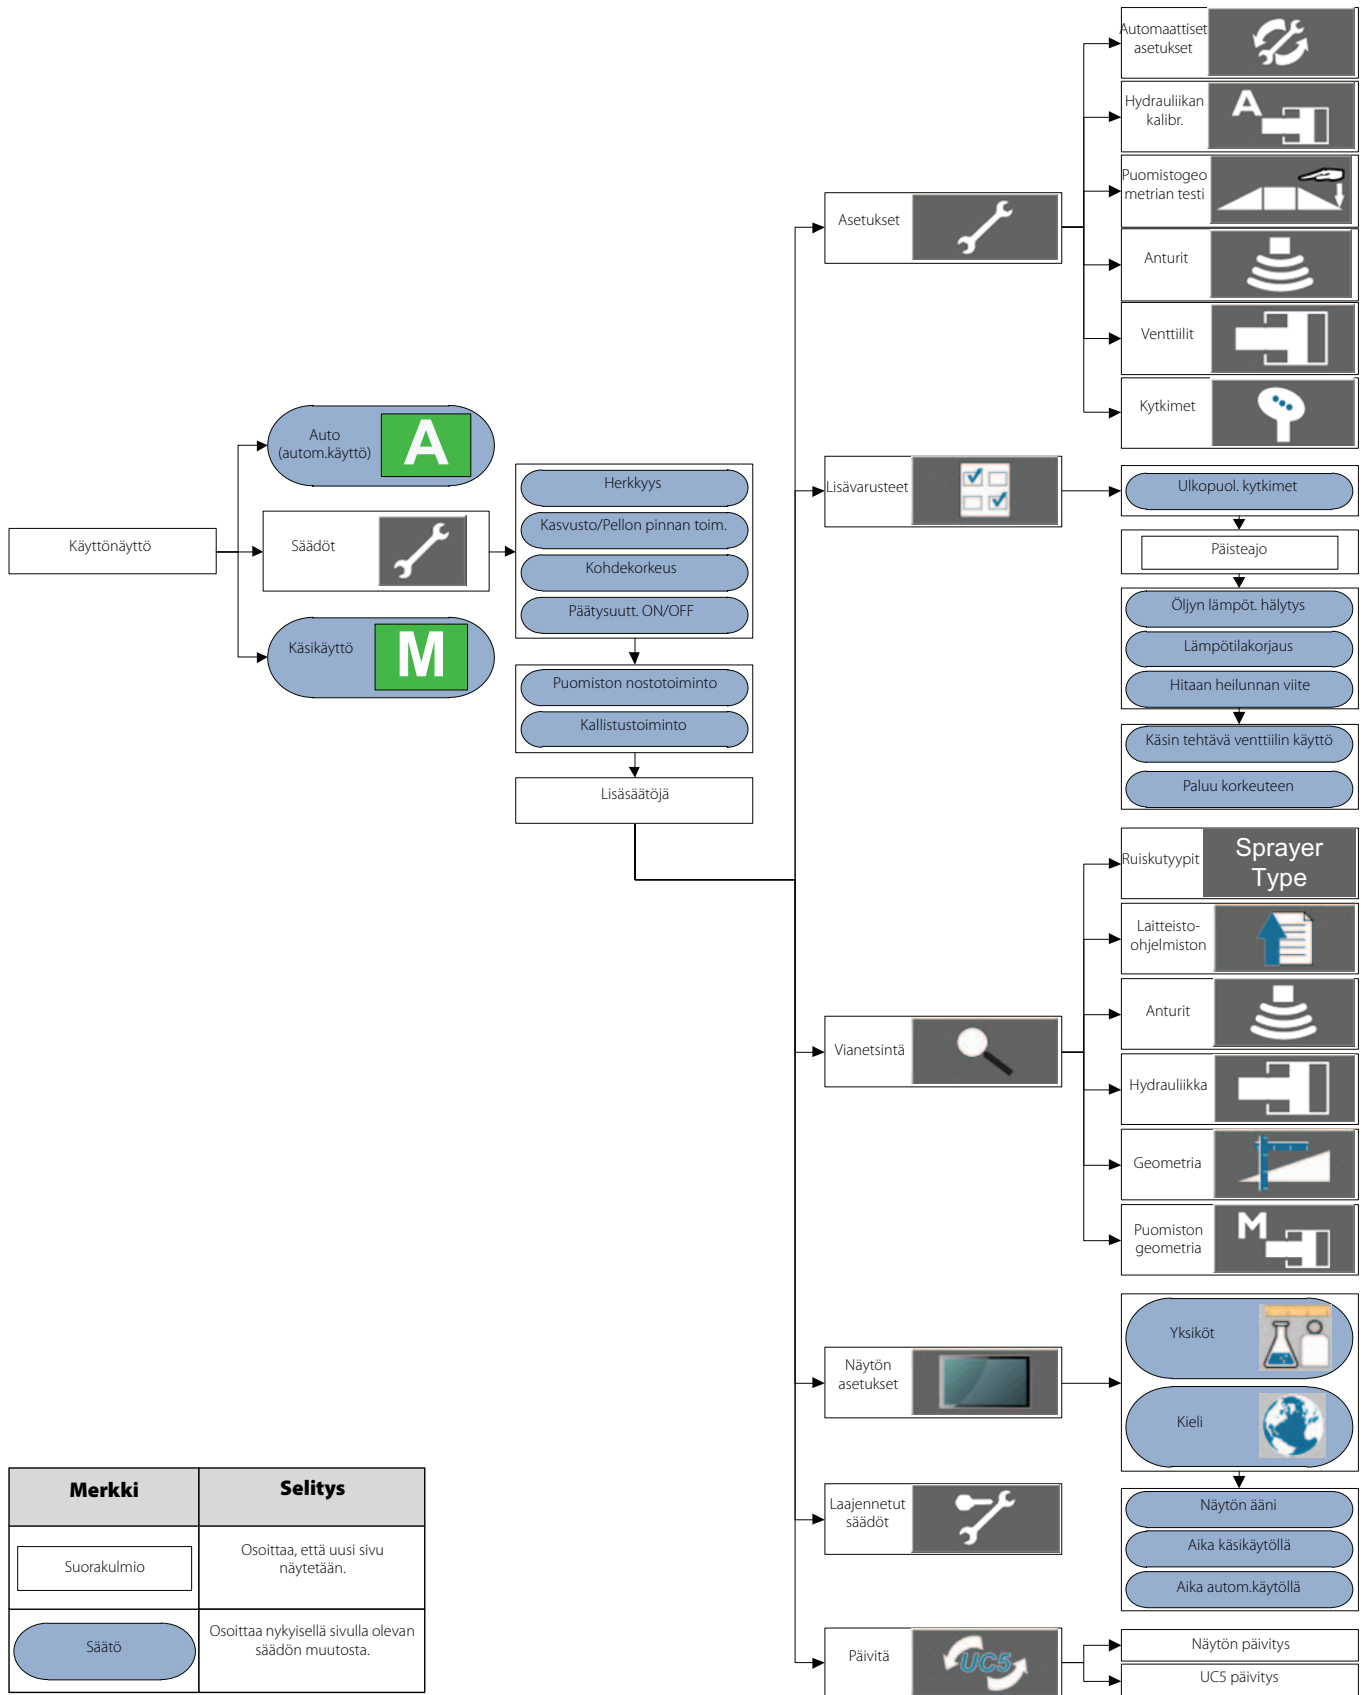 Käyttönäyttö
Auto
(autom.käyttö)
A
Säädöt
Käsikäyttö
M
Herkkyys
Kasvusto/Pellon pinnan toim.
Kohdekorkeus
Päätysuutt. ON/OFF
Puomiston nostotoiminto
Kallistustoiminto
Lisäsäätöjä
Asetukset
Automaattiset
asetukset
Hydrauliikan
kalibr.
A
Puomistogeo
metrian testi
Anturit
Venttiilit
Kytkimet
Lisävarusteet
Ulkopuol. kytkimet
Päisteajo
Öljyn lämpöt. hälytys
Lämpötilakorjaus
Hitaan heilunnan viite
Käsin tehtävä venttiilin käyttö
Paluu korkeuteen
Vianetsintä
Ruiskutyypit
Sprayer
Type
Laitteisto-
ohjelmiston
Anturit
Hydrauliikka
Geometria
Puomiston
geometria
M
Näytön
asetukset
Yksiköt
Kieli
Näytön ääni
Aika käsikäytöllä
Aika autom.käytöllä
Laajennetut
säädöt
Päivitä
UC5
Näytön päivitys
UC5 päivitys
Merkki
Selitys
Suorakulmio
Osoittaa, että uusi sivu
näytetään.
Säätö
Osoittaa nykyisellä sivulla olevan
säädön muutosta.